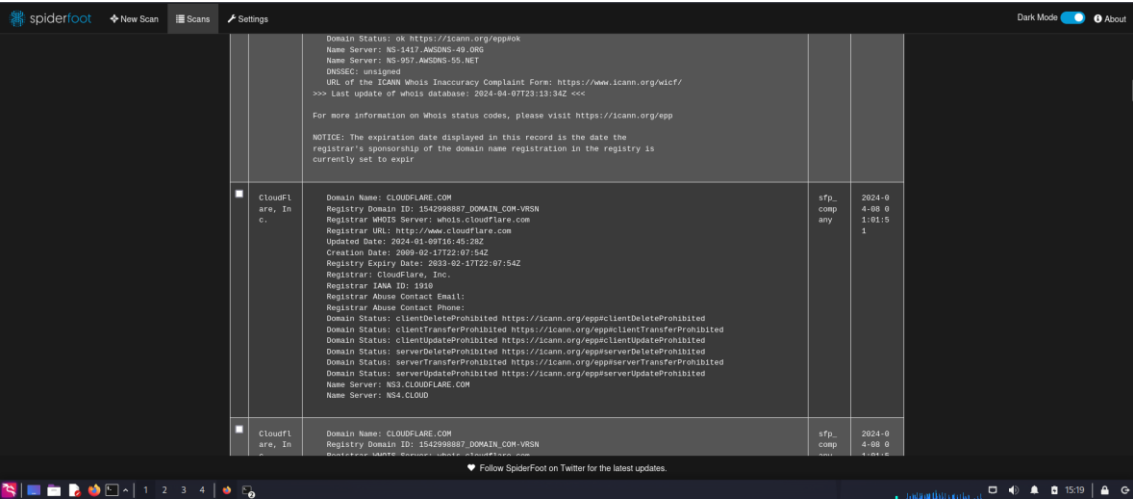 spiderfoot
New Scan
Scans
Settings
Dark Mode
About
Domain Status: ok https://icann.org/epp#ok
Name Server: NS-1417.AWSDNS-49.ORG
Name Server: NS-957.AWSDNS-55.NET
DNSSEC: unsigned
URL of the ICANN Whois Inaccuracy Complaint Form: https://www.icann.org/wicf/
>>> Last update of whois database: 2024-04-07T23:13:34Z <<<
For more information on Whois status codes, please visit https://icann.org/epp
NOTICE: The expiration date displayed in this record is the date the
registrar's sponsorship of the domain name registration in the registry is
currently set to expir
CloudFl
are, In
c.
Domain Name: CLOUDFLARE.COM
Registry Domain ID: 1542998887_DOMAIN_COM-VRSN
Registrar WHOIS Server: whois.cloudflare.com
Registrar URL: http://www.cloudflare.com
Updated Date: 2024-01-09T16:45:28Z
Creation Date: 2009-02-17T22:07:54Z
Registry Expiry Date: 2033-02-17T22:07:54Z
Registrar: CloudFlare, Inc.
Registrar IANA ID: 1910
Registrar Abuse Contact Email:
Registrar Abuse Contact Phone:
Domain Status: clientDeleteProhibited https://icann.org/epp#clientDeleteProhibited
Domain Status: clientTransferProhibited https://icann.org/epp#clientTransferProhibited
Domain Status: clientUpdateProhibited https://icann.org/epp#clientUpdateProhibited
Domain Status: serverDeleteProhibited https://icann.org/epp#serverDeleteProhibited
Domain Status: serverTransferProhibited https://icann.org/epp#serverTransferProhibited
Domain Status: serverUpdateProhibited https://icann.org/epp#serverUpdateProhibited
Name Server: NS3.CLOUDFLARE.COM
Name Server: NS4.CLOUD
sfp_
comp
any
2024-0
4-08 0
1:01:5
1
Cloudfl
are, In
Domain Name: CLOUDFLARE.COM
Registry Domain ID: 1542998887_DOMAIN_COM-VRSN
Registrar WHOIS Server: whois.cloudflare.com
sfp_
comp
any
2024-0
4-08 0
1:01:5
Follow SpiderFoot on Twitter for the latest updates.
1 2 3 4
15:19